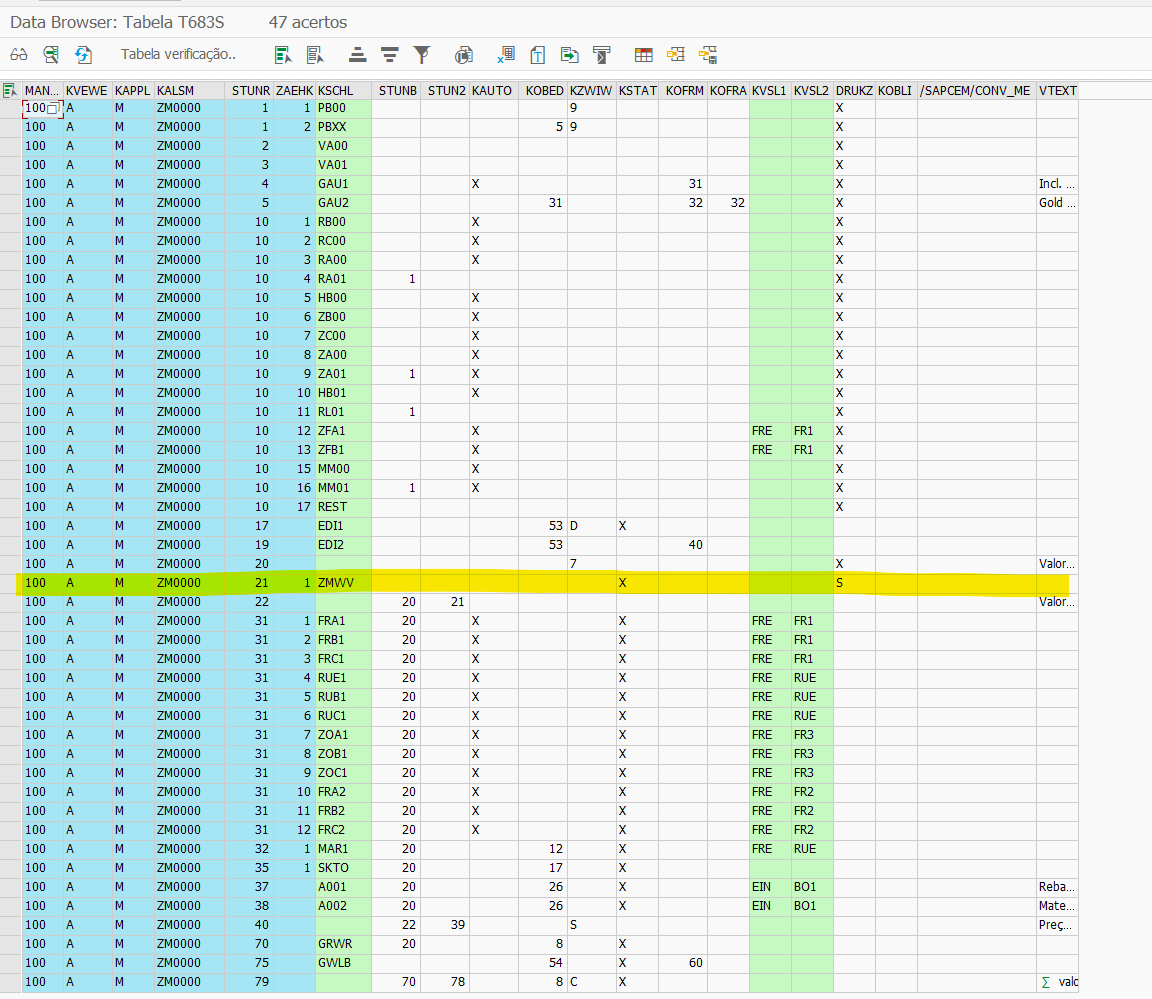 Data Browser: Tabela T683S 47 acertos
Tabela verificação..
MAN... KVEWE KAPPL KALSM STUNR ZAEHK KSCHL STUNB STUN2 KAUTO KOBED KZWIW KSTAT KOFRM KOFRA KVSL1 KVSL2 DRUKZ KOBLI /SAPCEM/CONV_ME VTEXT
100 A M ZM0000 1 1 PB00 9 X
100 A M ZM0000 1 2 PBXX 5 9 X
100 A M ZM0000 2 VA00 X
100 A M ZM0000 3 VA01 X
100 A M ZM0000 4 GAU1 X 31 X Incl. ...
100 A M ZM0000 5 GAU2 31 32 32 X Gold ...
100 A M ZM0000 10 1 RB00 X X
100 A M ZM0000 10 2 RC00 X X
100 A M ZM0000 10 3 RA00 X X
100 A M ZM0000 10 4 RA01 1 X
100 A M ZM0000 10 5 HB00 X X
100 A M ZM0000 10 6 ZB00 X X
100 A M ZM0000 10 7 ZC00 X X
100 A M ZM0000 10 8 ZA00 X X
100 A M ZM0000 10 9 ZA01 1 X X
100 A M ZM0000 10 10 HB01 X X
100 A M ZM0000 10 11 RL01 1 X
100 A M ZM0000 10 12 ZFA1 X FRE FR1 X
100 A M ZM0000 10 13 ZFB1 X FRE FR1 X
100 A M ZM0000 10 15 MM00 X X
100 A M ZM0000 10 16 MM01 1 X X
100 A M ZM0000 10 17 REST X
100 A M ZM0000 17 EDI1 53 D X
100 A M ZM0000 19 EDI2 53 40
100 A M ZM0000 20 7 X Valor...
100 A M ZM0000 21 1 ZMWV X S
100 A M ZM0000 22 20 21 Valor...
100 A M ZM0000 31 1 FRA1 20 X X FRE FR1
100 A M ZM0000 31 2 FRB1 20 X X FRE FR1
100 A M ZM0000 31 3 FRC1 20 X X FRE FR1
100 A M ZM0000 31 4 RUE1 20 X X FRE RUE
100 A M ZM0000 31 5 RUB1 20 X X FRE RUE
100 A M ZM0000 31 6 RUC1 20 X X FRE RUE
100 A M ZM0000 31 7 ZOA1 20 X X FRE FR3
100 A M ZM0000 31 8 ZOB1 20 X X FRE FR3
100 A M ZM0000 31 9 ZOC1 20 X X FRE FR3
100 A M ZM0000 31 10 FRA2 20 X X FRE FR2
100 A M ZM0000 31 11 FRB2 20 X X FRE FR2
100 A M ZM0000 31 12 FRC2 20 X X FRE FR2
100 A M ZM0000 32 1 MAR1 20 12 X FRE RUE
100 A M ZM0000 35 1 SKTO 20 17 X
100 A M ZM0000 37 A001 20 26 X EIN BO1 Reba...
100 A M ZM0000 38 A002 20 26 X EIN BO1 Mate...
100 A M ZM0000 40 22 39 S Preç...
100 A M ZM0000 70 GRWR 20 8 X
100 A M ZM0000 75 GWLB 54 X 60
100 A M ZM0000 79 70 78 8 C X Σ valo